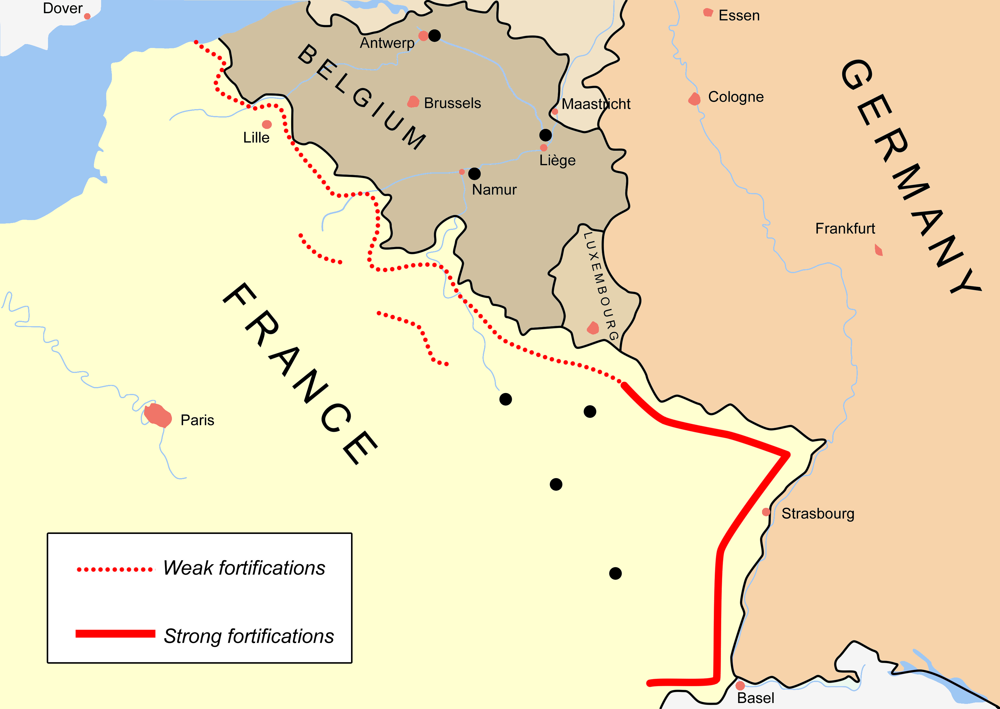 Dover
Essen
Antwerp
BELGIUM
GERMANY
Cologne
Brussels
Maastricht
Lille
Liège
Namur
Frankfurt
LUXEMBOURG
FRANCE
Paris
Strasbourg
Weak fortifications
Strong fortifications
Basel